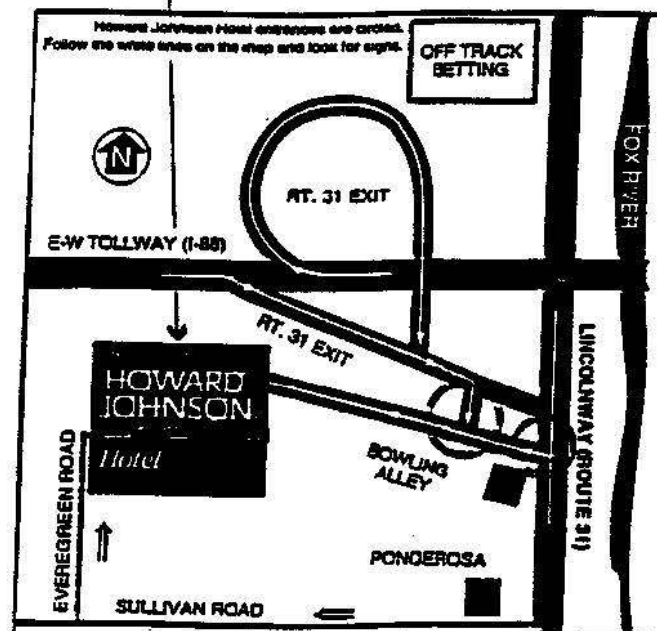 Howard Johnson Hotel entrances are circled.
Follow the white lines on the map and look for signs.
OFF TRACK
BETTING
N
FOX RIVER
RT. 31 EXIT
E-W TOLLWAY (I-88)
RT. 31 EXIT
LINCOLNWAY (ROUTE 31)
HOWARD
JOHNSON
Hotel
BOWLING
ALLEY
EVEREGREEN ROAD
PONDEROSA
SULLIVAN ROAD